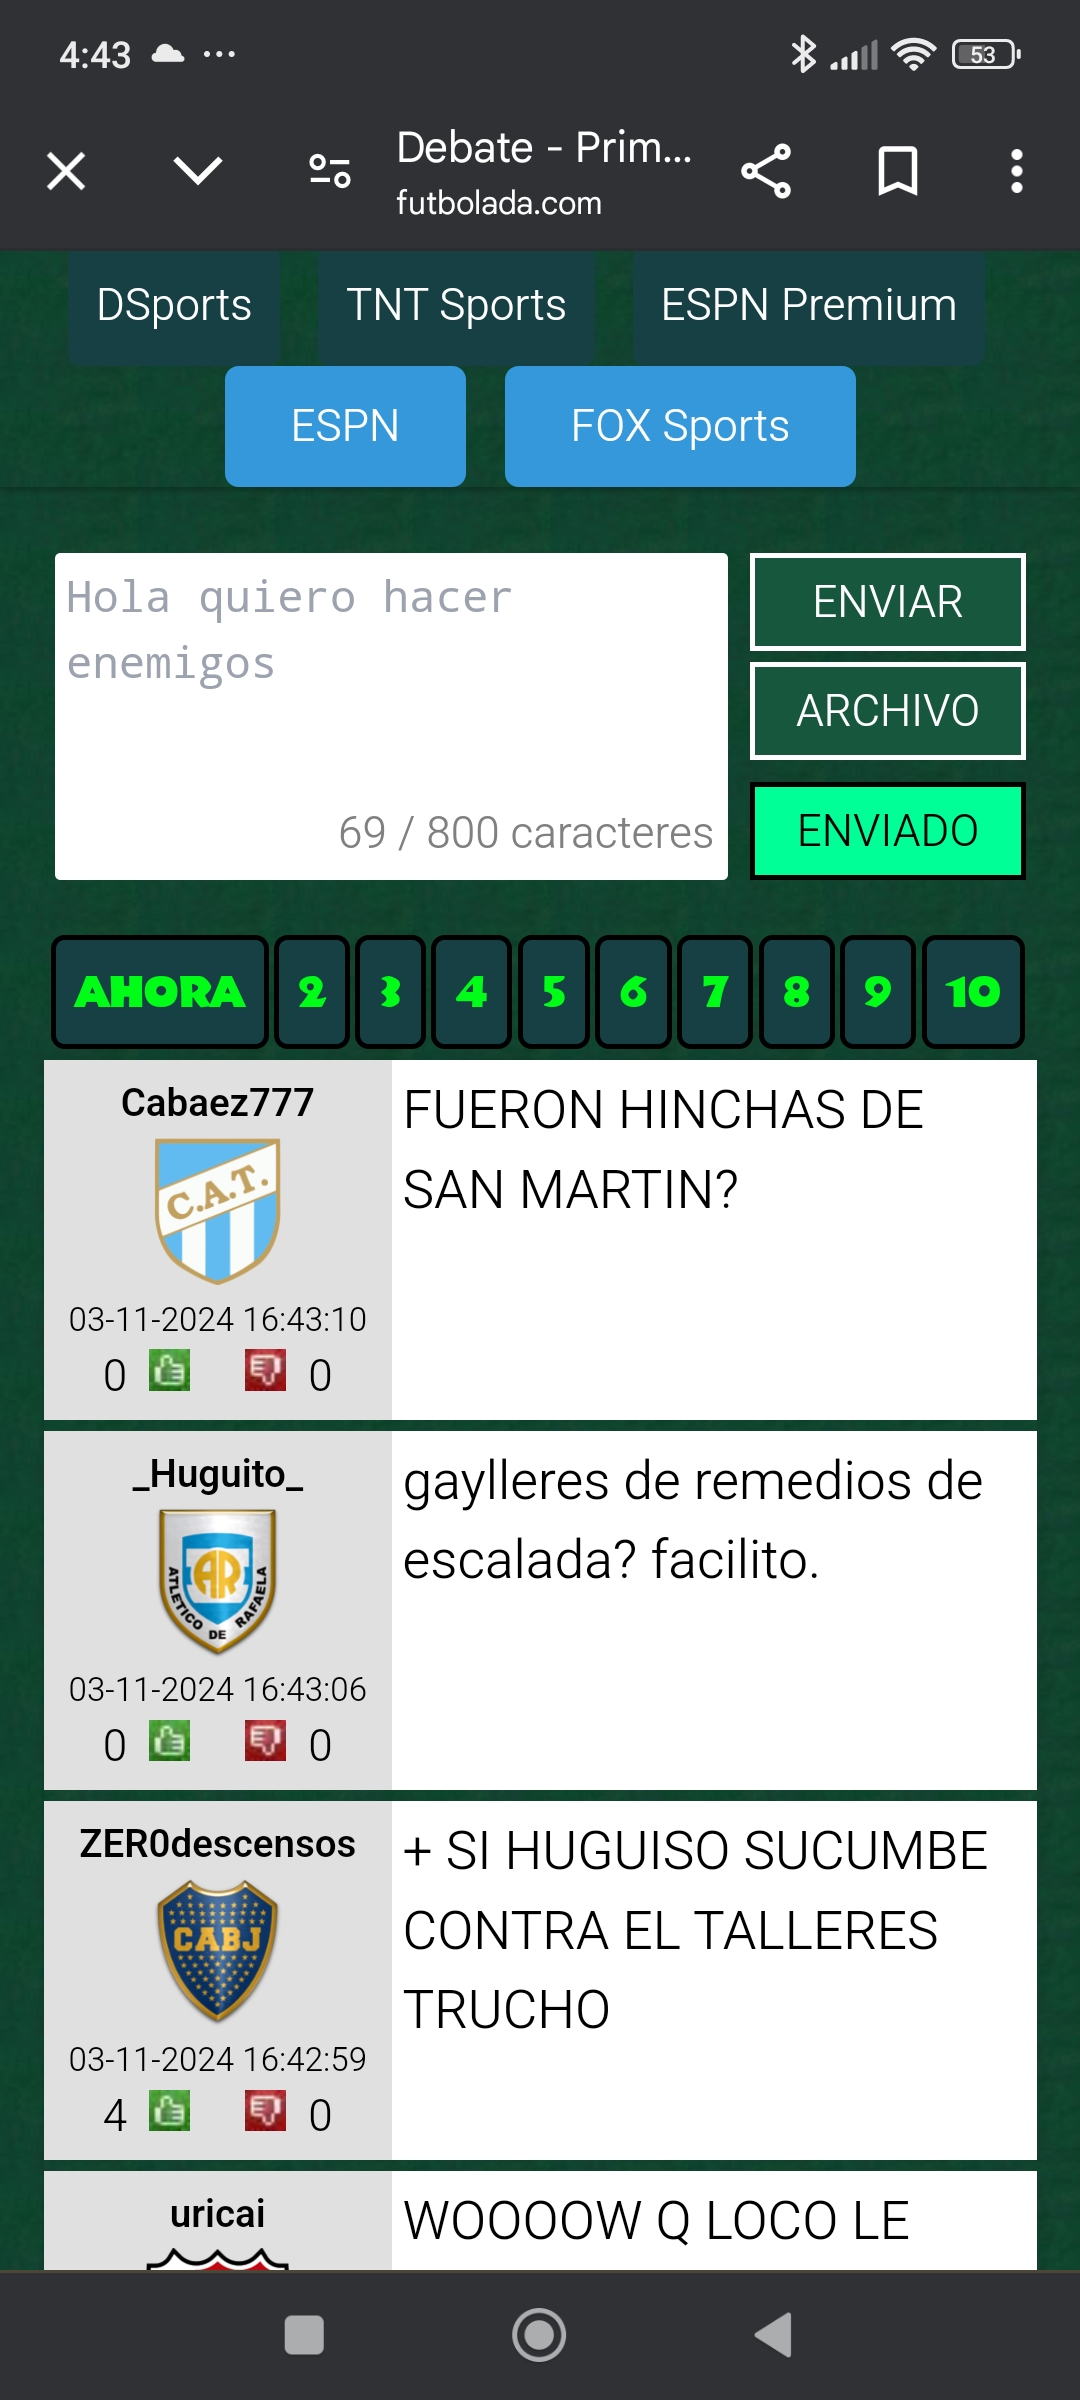 4:43
53
Debate - Prim...
futbolada.com
DSports TNT Sports ESPN Premium
ESPN FOX Sports
Hola quiero hacer
enemigos
69 / 800 caracteres
ENVIAR
ARCHIVO
ENVIADO
AHORA 2 3 4 5 6 7 8 9 10
Cabaez777
C.A.T.
03-11-2024 16:43:10
0 0
FUERON HINCHAS DE
SAN MARTIN?
_Huguito_
AR
ATLETICO DE RAFAELA
03-11-2024 16:43:06
0 0
gaylleres de remedios de
escalada? facilito.
ZER0descensos
CABJ
03-11-2024 16:42:59
4 0
+ SI HUGUISO SUCUMBE
CONTRA EL TALLERES
TRUCHO
uricai
WOOOOW Q LOCO LE